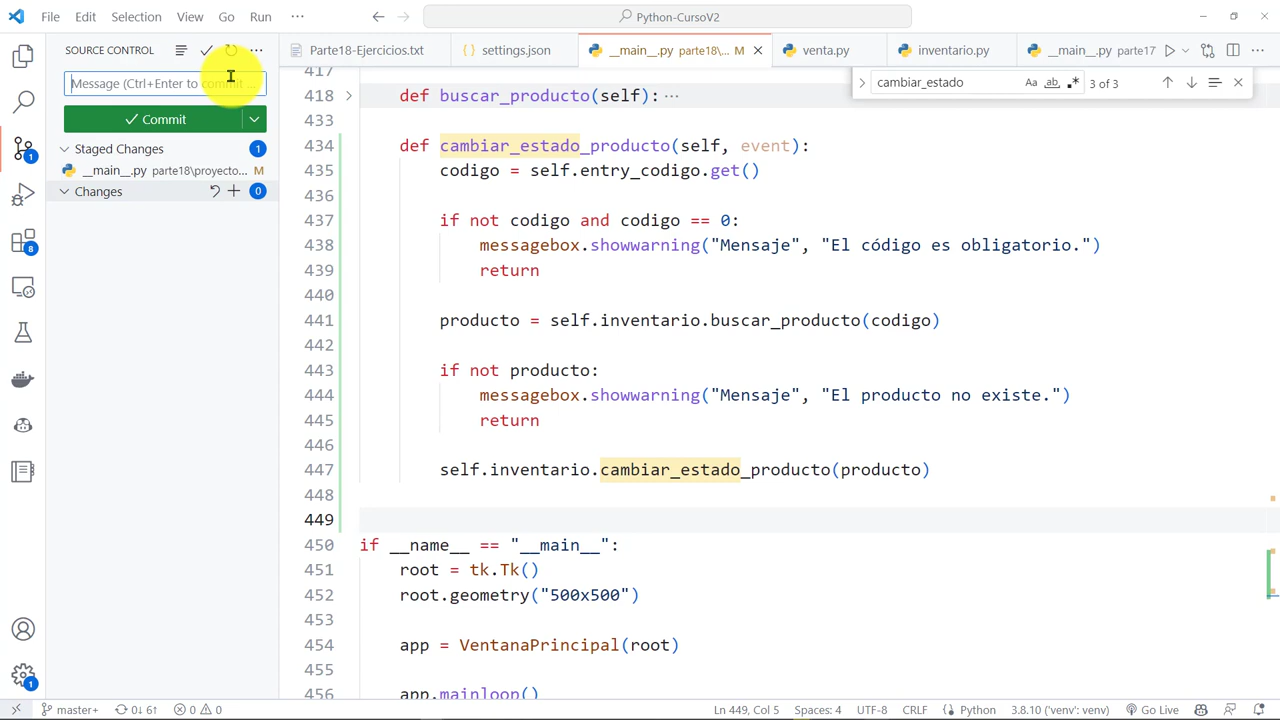 File Edit Selection View Go Run ··· Python-CursoV2
SOURCE CONTROL
Parte18-Ejercicios.txt settings.json __main__.py parte18\... M venta.py inventario.py __main__.py parte17
Message (Ctrl+Enter to commit ...
cambiar_estado Aa ab 3 of 3
Commit
Staged Changes 1
__main__.py parte18\proyecto... M
Changes 0
1
8
1
417
418 def buscar_producto(self): ···
433
434 def cambiar_estado_producto(self, event):
435 codigo = self.entry_codigo.get()
436
437 if not codigo and codigo == 0:
438 messagebox.showwarning("Mensaje", "El código es obligatorio.")
439 return
440
441 producto = self.inventario.buscar_producto(codigo)
442
443 if not producto:
444 messagebox.showwarning("Mensaje", "El producto no existe.")
445 return
446
447 self.inventario.cambiar_estado_producto(producto)
448
449
450 if __name__ == "__main__":
451 root = tk.Tk()
452 root.geometry("500x500")
453
454 app = VentanaPrincipal(root)
455
456 app.mainloop()
master+ 0↓ 6↑ 0 0 Ln 449, Col 5 Spaces: 4 UTF-8 CRLF Python 3.8.10 ('venv': venv) Go Live